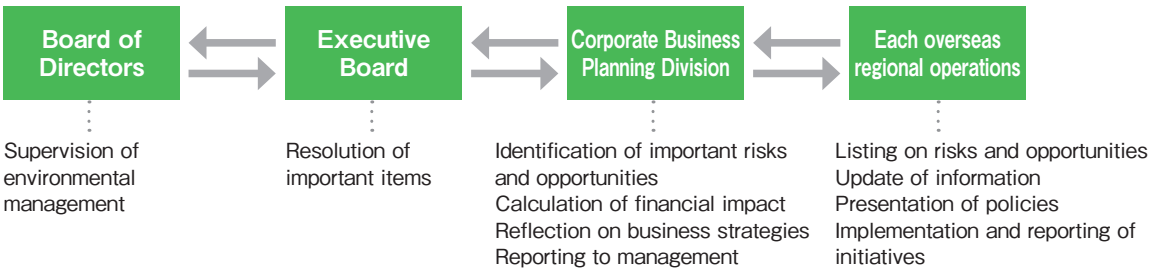 Board of
Directors
Executive
Board
Corporate Business
Planning Division
Each overseas
regional operations
Supervision of
environmental
management
Resolution of
important items
Identification of important risks
and opportunities
Calculation of financial impact
Reflection on business strategies
Reporting to management
Listing on risks and opportunities
Update of information
Presentation of policies
Implementation and reporting of
initiatives